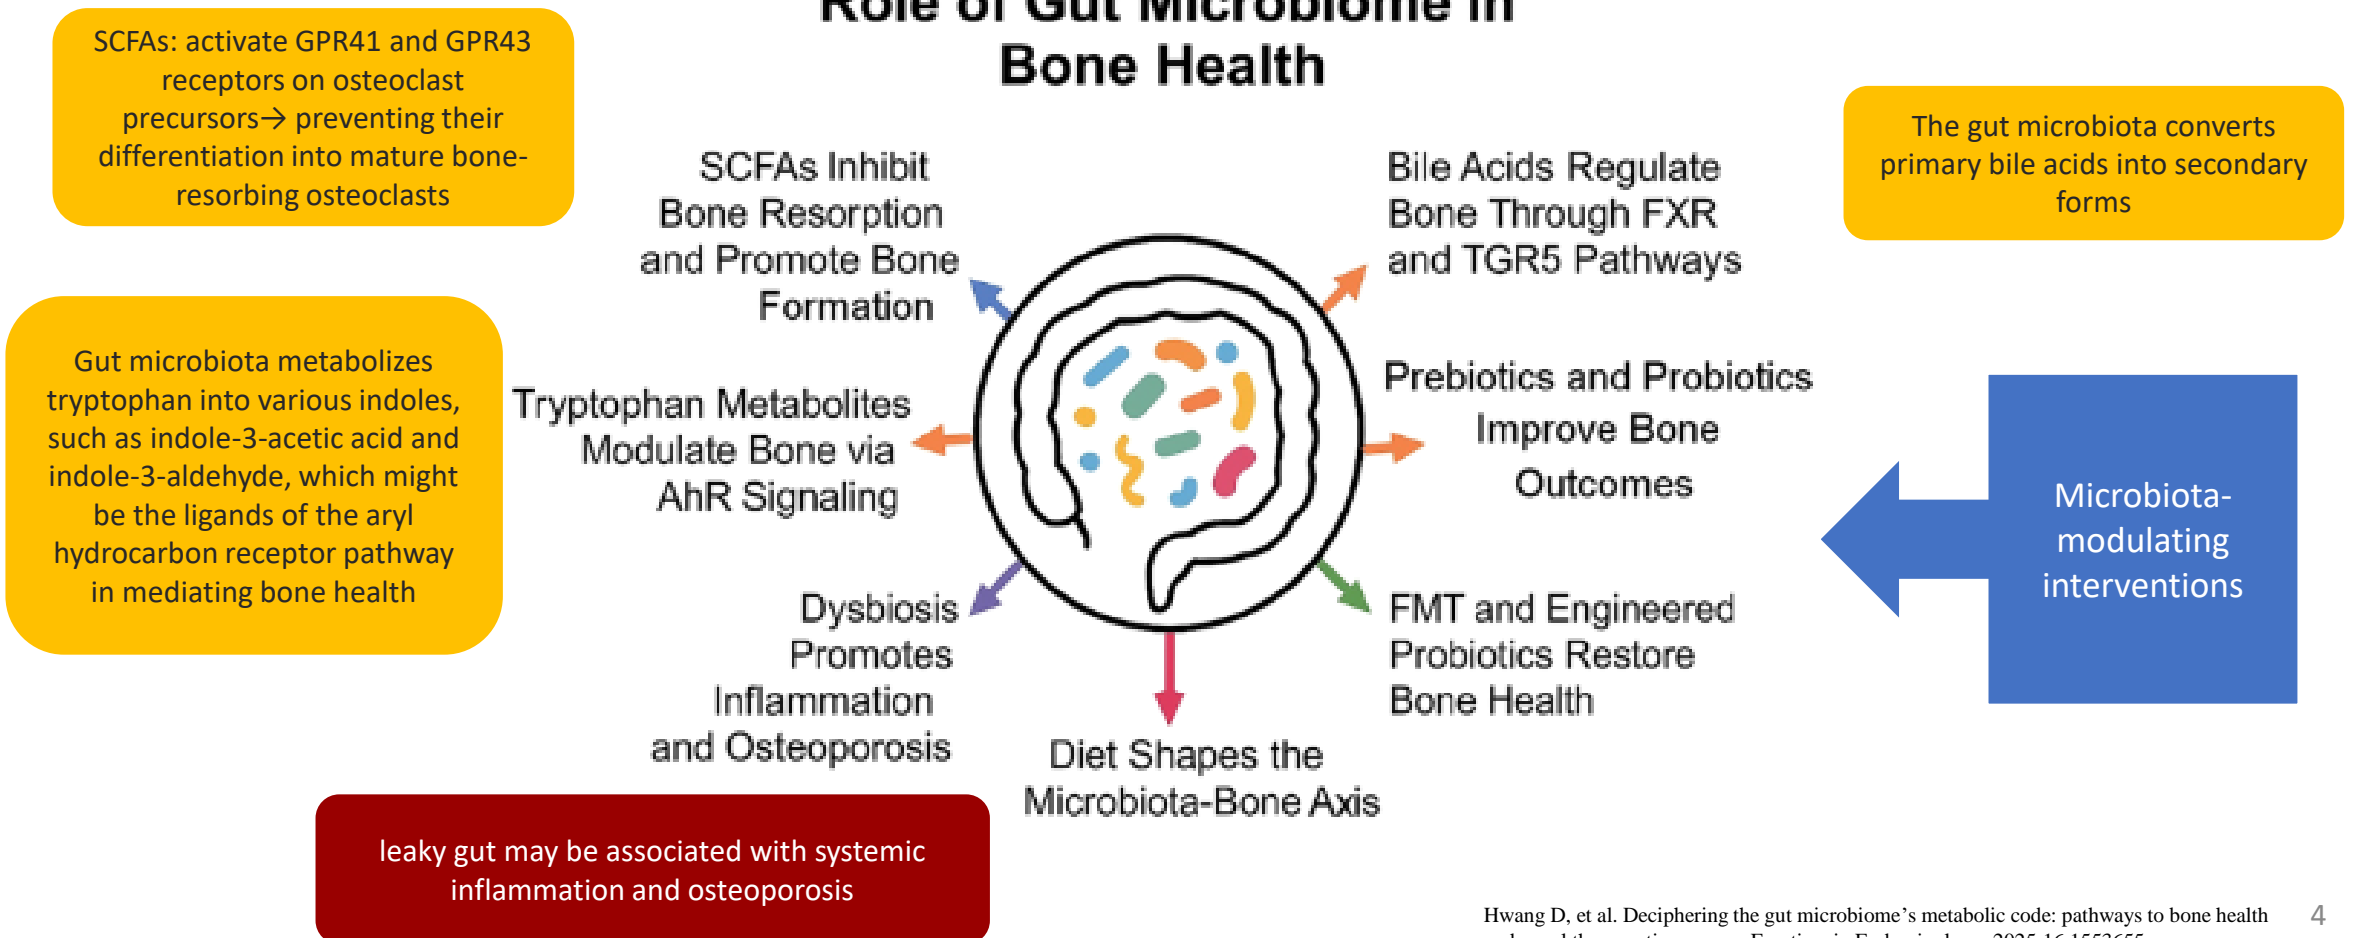 Role of Gut Microbiome in
Bone Health
SCFAs: activate GPR41 and GPR43
receptors on osteoclast
precursors→ preventing their
differentiation into mature bone-
resorbing osteoclasts
SCFAs Inhibit
Bone Resorption
and Promote Bone
Formation
Bile Acids Regulate
Bone Through FXR
and TGR5 Pathways
The gut microbiota converts
primary bile acids into secondary
forms
Gut microbiota metabolizes
tryptophan into various indoles,
such as indole-3-acetic acid and
indole-3-aldehyde, which might
be the ligands of the aryl
hydrocarbon receptor pathway
in mediating bone health
Tryptophan Metabolites
Modulate Bone via
AhR Signaling
Prebiotics and Probiotics
Improve Bone
Outcomes
Microbiota-
modulating
interventions
Dysbiosis
Promotes
Inflammation
and Osteoporosis
FMT and Engineered
Probiotics Restore
Bone Health
Diet Shapes the
Microbiota-Bone Axis
leaky gut may be associated with systemic
inflammation and osteoporosis
Hwang D, et al. Deciphering the gut microbiome’s metabolic code: pathways to bone health
4